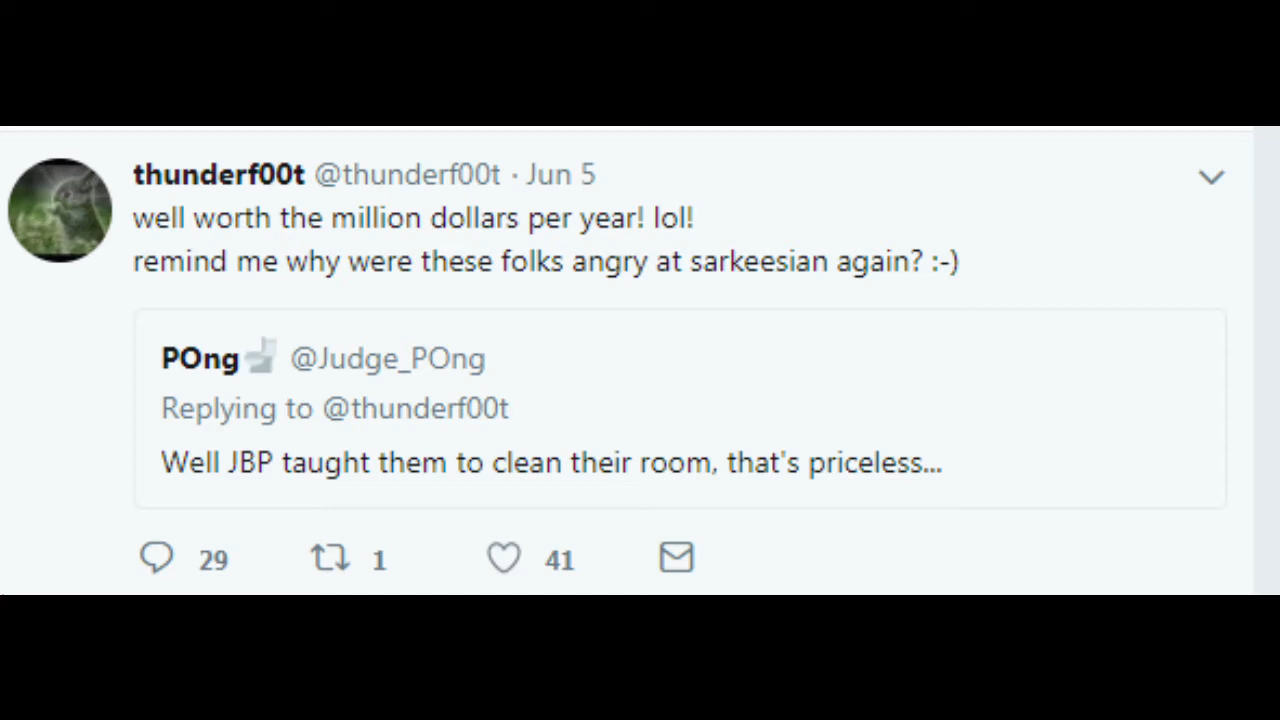 thunderf00t @thunderf00t · Jun 5
well worth the million dollars per year! lol!
remind me why were these folks angry at sarkeesian again? :-)
POng🚽 @Judge_POng
Replying to @thunderf00t
Well JBP taught them to clean their room, that's priceless...
29 1 41